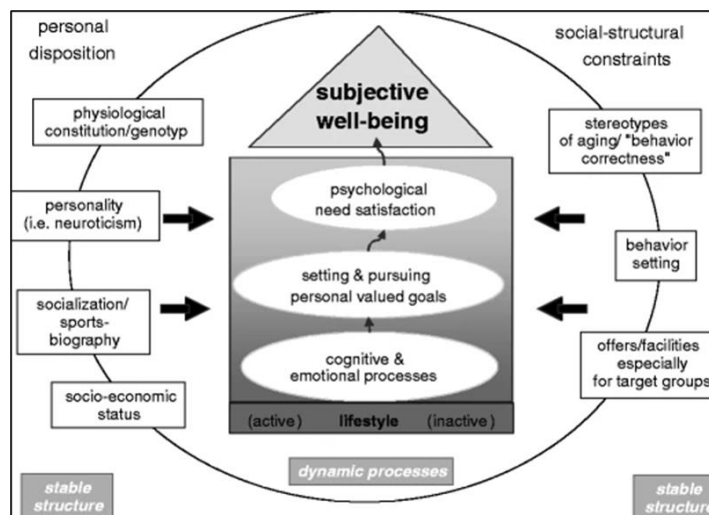 personal
disposition
physiological
constitution/genotyp
personality
(i.e. neuroticism)
socialization/
sports-
biography
socio-economic
status
stable
structure
subjective
well-being
psychological
need satisfaction
setting & pursuing
personal valued goals
cognitive &
emotional processes
(active) lifestyle (inactive)
dynamic processes
social-structural
constraints
stereotypes
of aging/ "behavior
correctness"
behavior
setting
offers/facilities
especially
for target groups
stable
structure